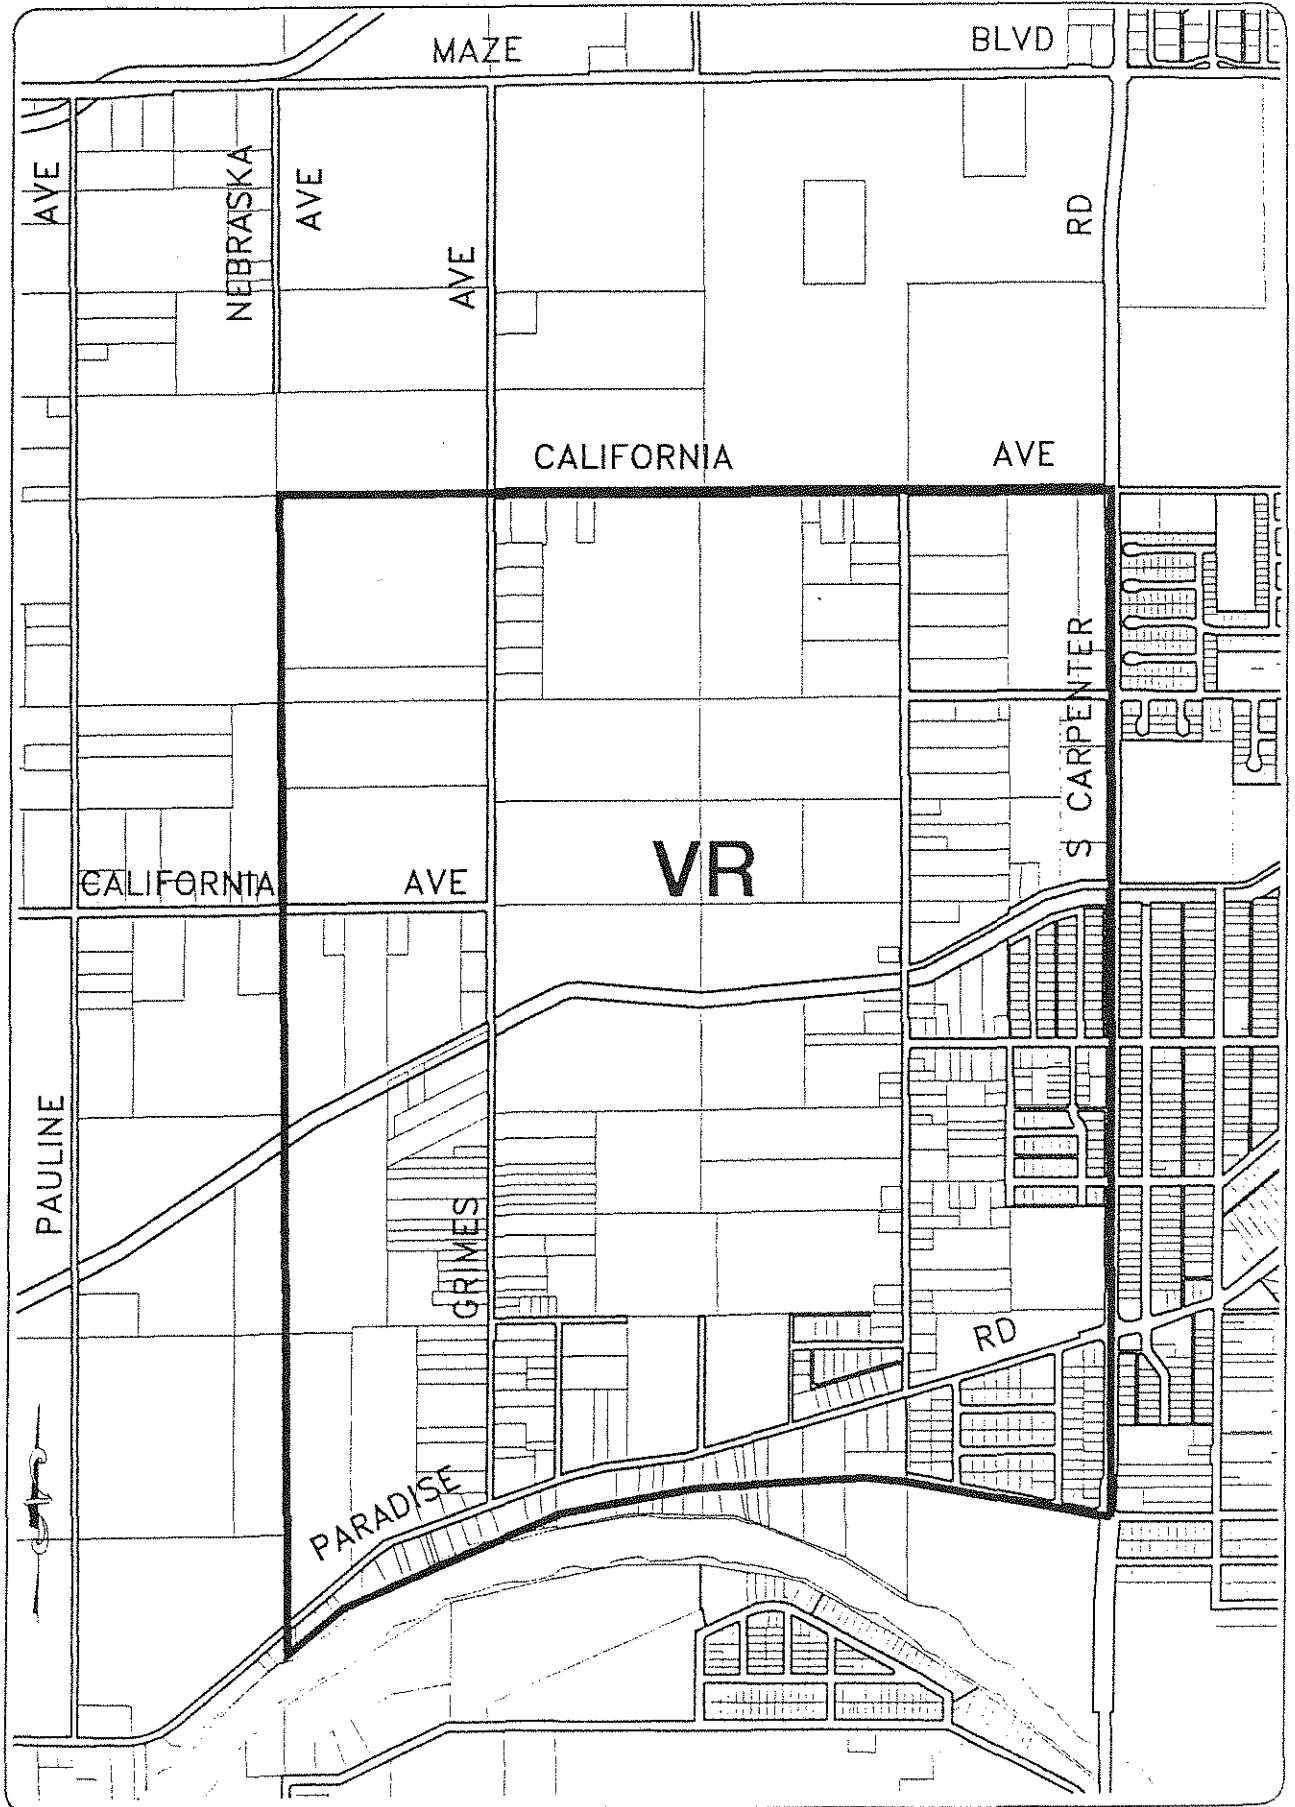 MAZE
BLVD
AVE
NEBRASKA
AVE
AVE
RD
CALIFORNIA
AVE
S CARPENTER
VR
CALIFORNIA
AVE
PAULINE
GRIMES
RD
PARADISE